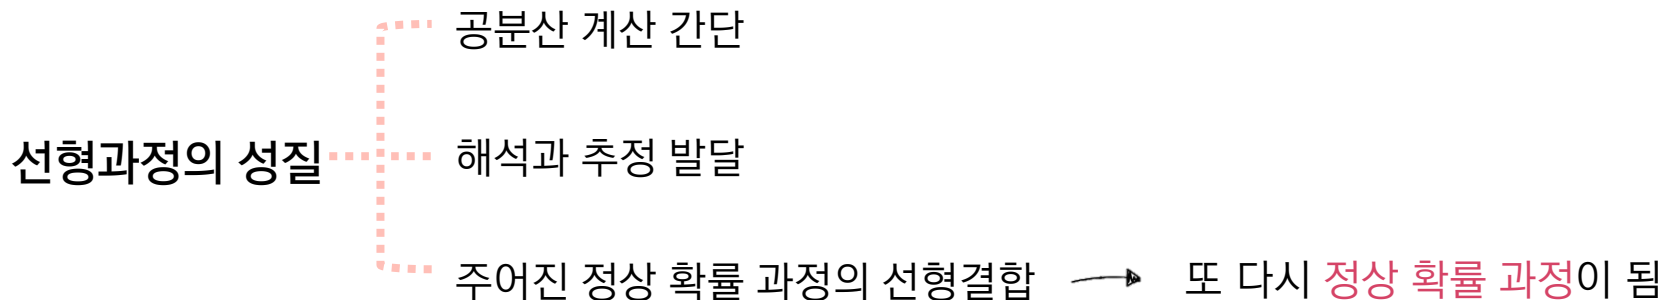 공분산 계산 간단
선형과정의 성질
해석과 추정 발달
주어진 정상 확률 과정의 선형결합
또 다시 정상 확률 과정이 됨